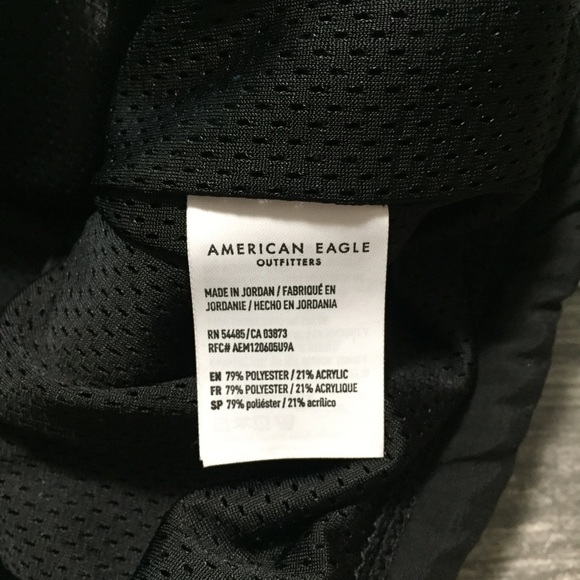 AMERICAN EAGLE
OUTFITTERS
MADE IN JORDAN / FABRIQUÉ EN
JORDANIE / HECHO EN JORDANIA
RN 54485/CA 03873
RFC# AEM120605U9A
EN 79% POLYESTER / 21% ACRYLIC
FR 79% POLYESTER / 21% ACRYLIQUE
SP 79% poliéster / 21% acrílico